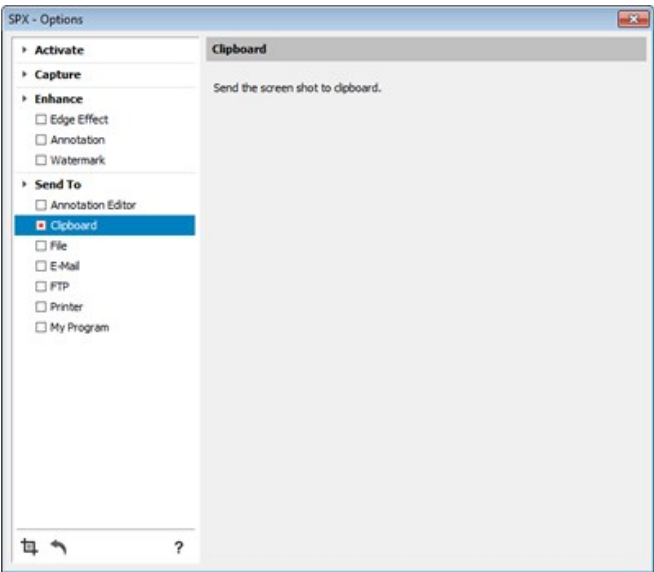 SPX - Options
Activate
Capture
Enhance
Edge Effect
Annotation
Watermark
Send To
Annotation Editor
Clipboard
File
E-Mail
FTP
Printer
My Program
?
Clipboard
Send the screen shot to clipboard.